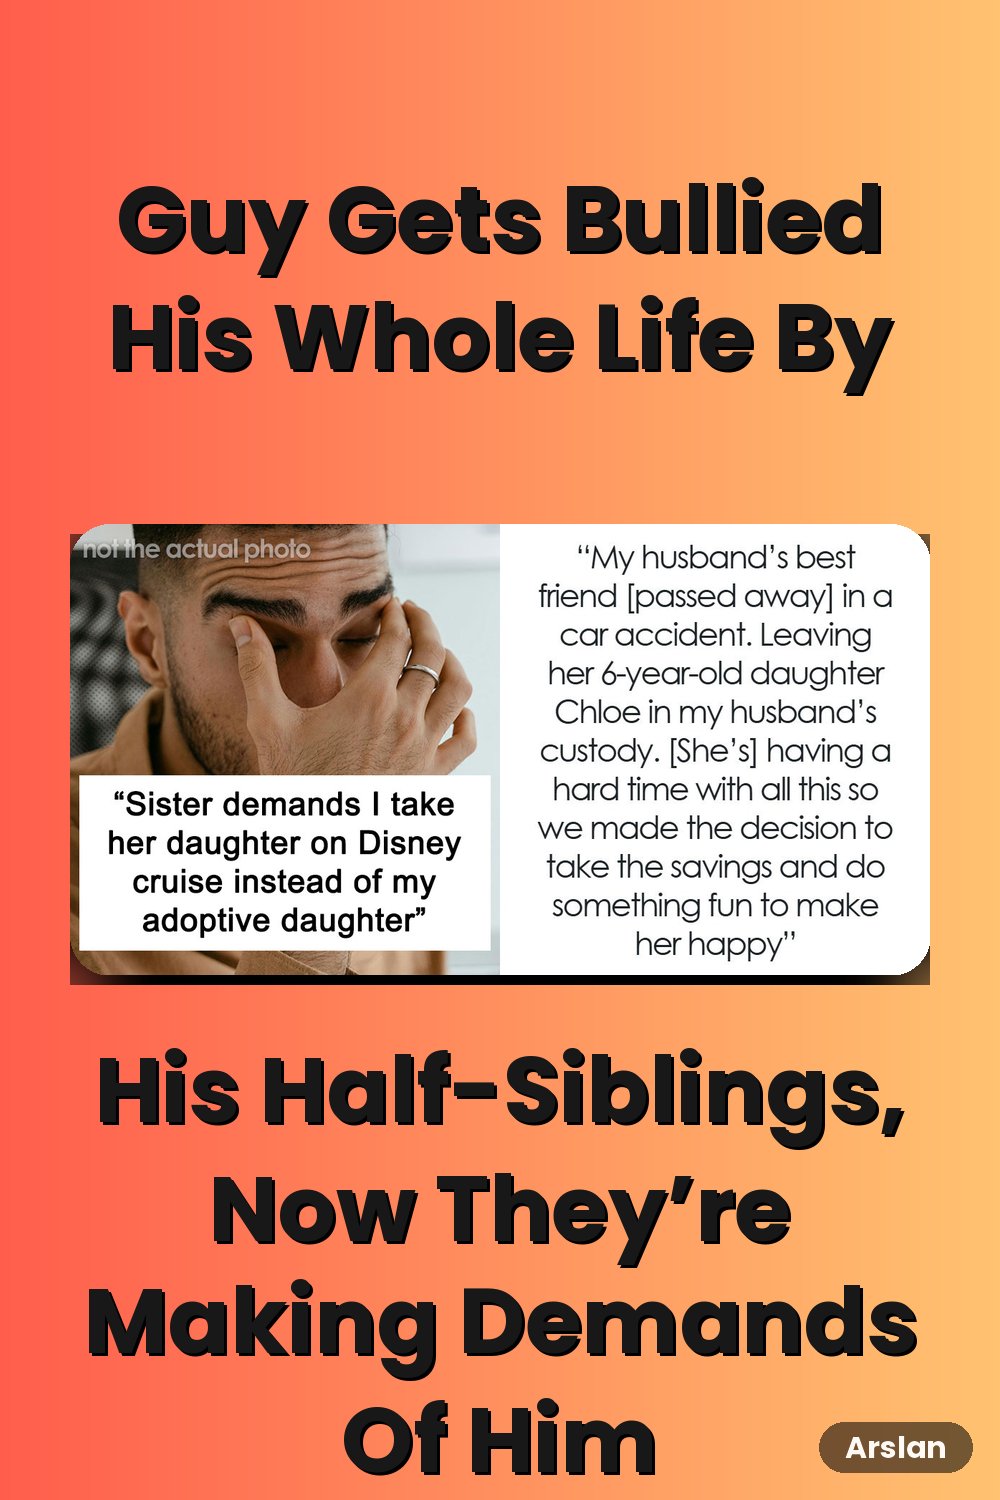 Guy Gets Bullied
His Whole Life By
not the actual photo
“Sister demands I take
her daughter on Disney
cruise instead of my
adoptive daughter”
“My husband’s best
friend [passed away] in a
car accident. Leaving
her 6-year-old daughter
Chloe in my husband’s
custody. [She’s] having a
hard time with all this so
we made the decision to
take the savings and do
something fun to make
her happy”
His Half-Siblings,
Now They’re
Making Demands
Of Him
Arslan